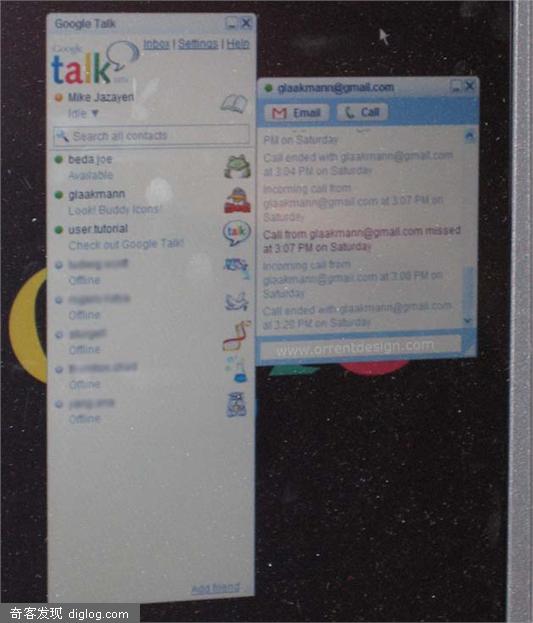 Google Talk
Inbox | Settings | Help
Google
talk
BETA
Mike Jazayeri
Idle ▼
Search all contacts
beda.joe
Available
glaakmann
Look! Buddy Icons!
user.tutorial
talk
Check out Google Talk!
Offline
Offline
Offline
Offline
Offline
Add friend
glaakmann@gmail.com
Email
Call
PM on Saturday
Call ended with glaakmann@gmail.com
at 3:04 PM on Saturday
Incoming call from
glaakmann@gmail.com at 3:07 PM on
Saturday
Call from glaakmann@gmail.com missed
at 3:07 PM on Saturday
Incoming call from
glaakmann@gmail.com at 3:08 PM on
Saturday
Call ended with glaakmann@gmail.com
at 3:20 PM on Saturday
www.orrentdesign.com
奇客发现 diglog.com